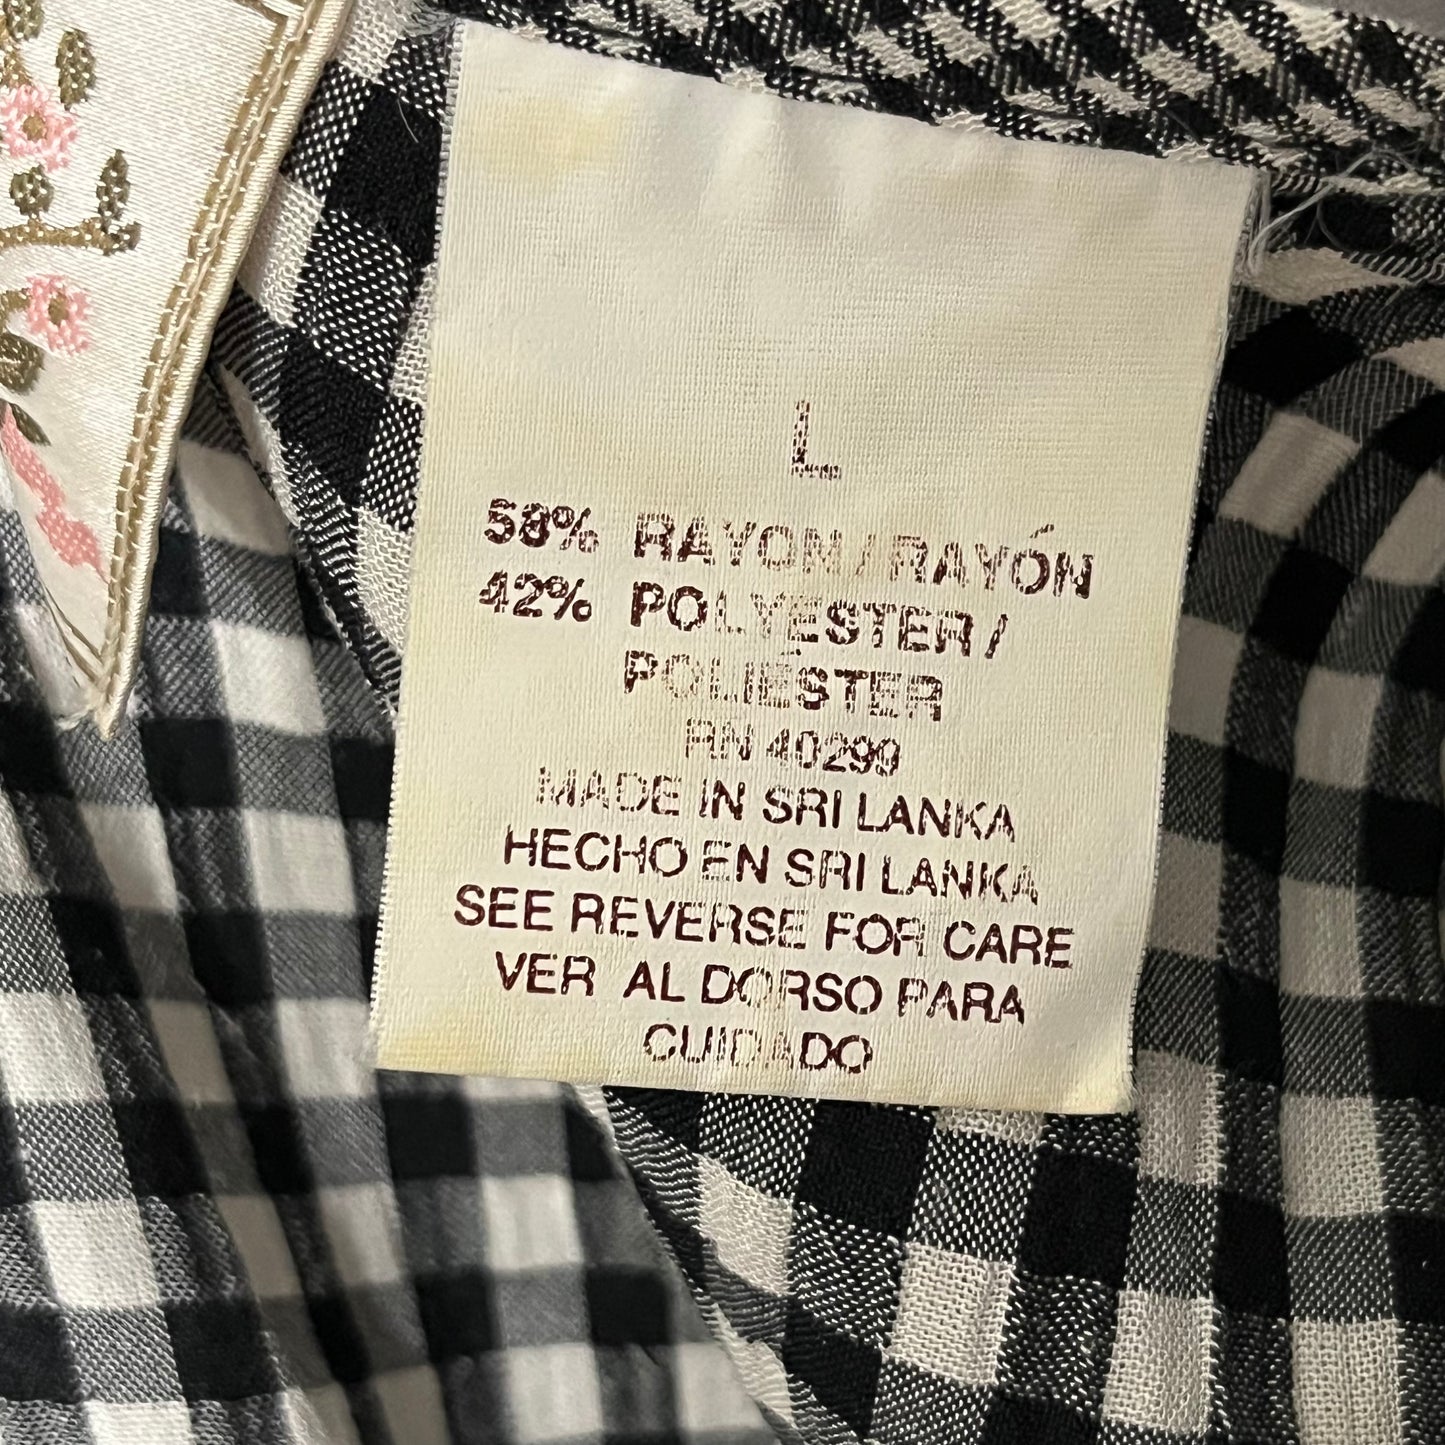 L
58% RAYON / RAYÓN
42% POLYESTER /
POLIÉSTER
RN 40299
MADE IN SRI LANKA
HECHO EN SRI LANKA
SEE REVERSE FOR CARE
VER AL DORSO PARA
CUIDADO